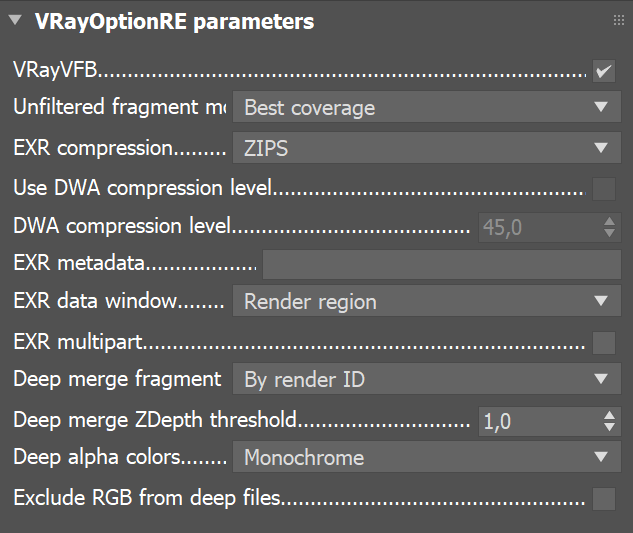 VRayOptionRE parameters
VRayVFB
Unfiltered fragment Best coverage
EXR compression ZIPS
Use DWA compression level
DWA compression level 45,0
EXR metadata
EXR data window Render region
EXR multipart
Deep merge fragment By render ID
Deep merge ZDepth threshold 1,0
Deep alpha colors Monochrome
Exclude RGB from deep files